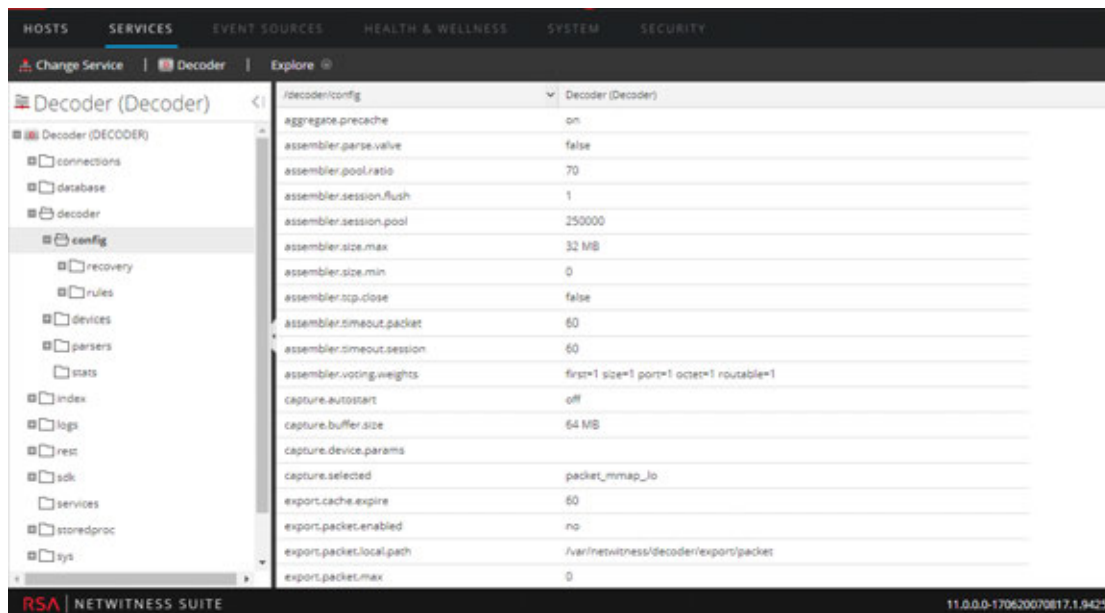 HOSTS SERVICES EVENT SOURCES HEALTH & WELLNESS SYSTEM SECURITY
Change Service | Decoder | Explore
Decoder (Decoder)
Decoder (DECODER)
connections
database
decoder
config
recovery
rules
devices
parsers
stats
index
logs
rest
sdk
services
storedproc
sys
/decoder/config Decoder (Decoder)
aggregate.precache on
assembler.parse.valve false
assembler.pool.ratio 70
assembler.session.flush 1
assembler.session.pool 250000
assembler.size.max 32 MB
assembler.size.min 0
assembler.tcp.close false
assembler.timeout.packet 60
assembler.timeout.session 60
assembler.voting.weights first=1 size=1 port=1 octet=1 routable=1
capture.autostart off
capture.buffer.size 64 MB
capture.device.params
capture.selected packet_mmap_lo
export.cache.expire 60
export.packet.enabled no
export.packet.local.path /var/netwitness/decoder/export/packet
export.packet.max 0
RSA | NETWITNESS SUITE
11.0.0.0-170620070817.1.9425